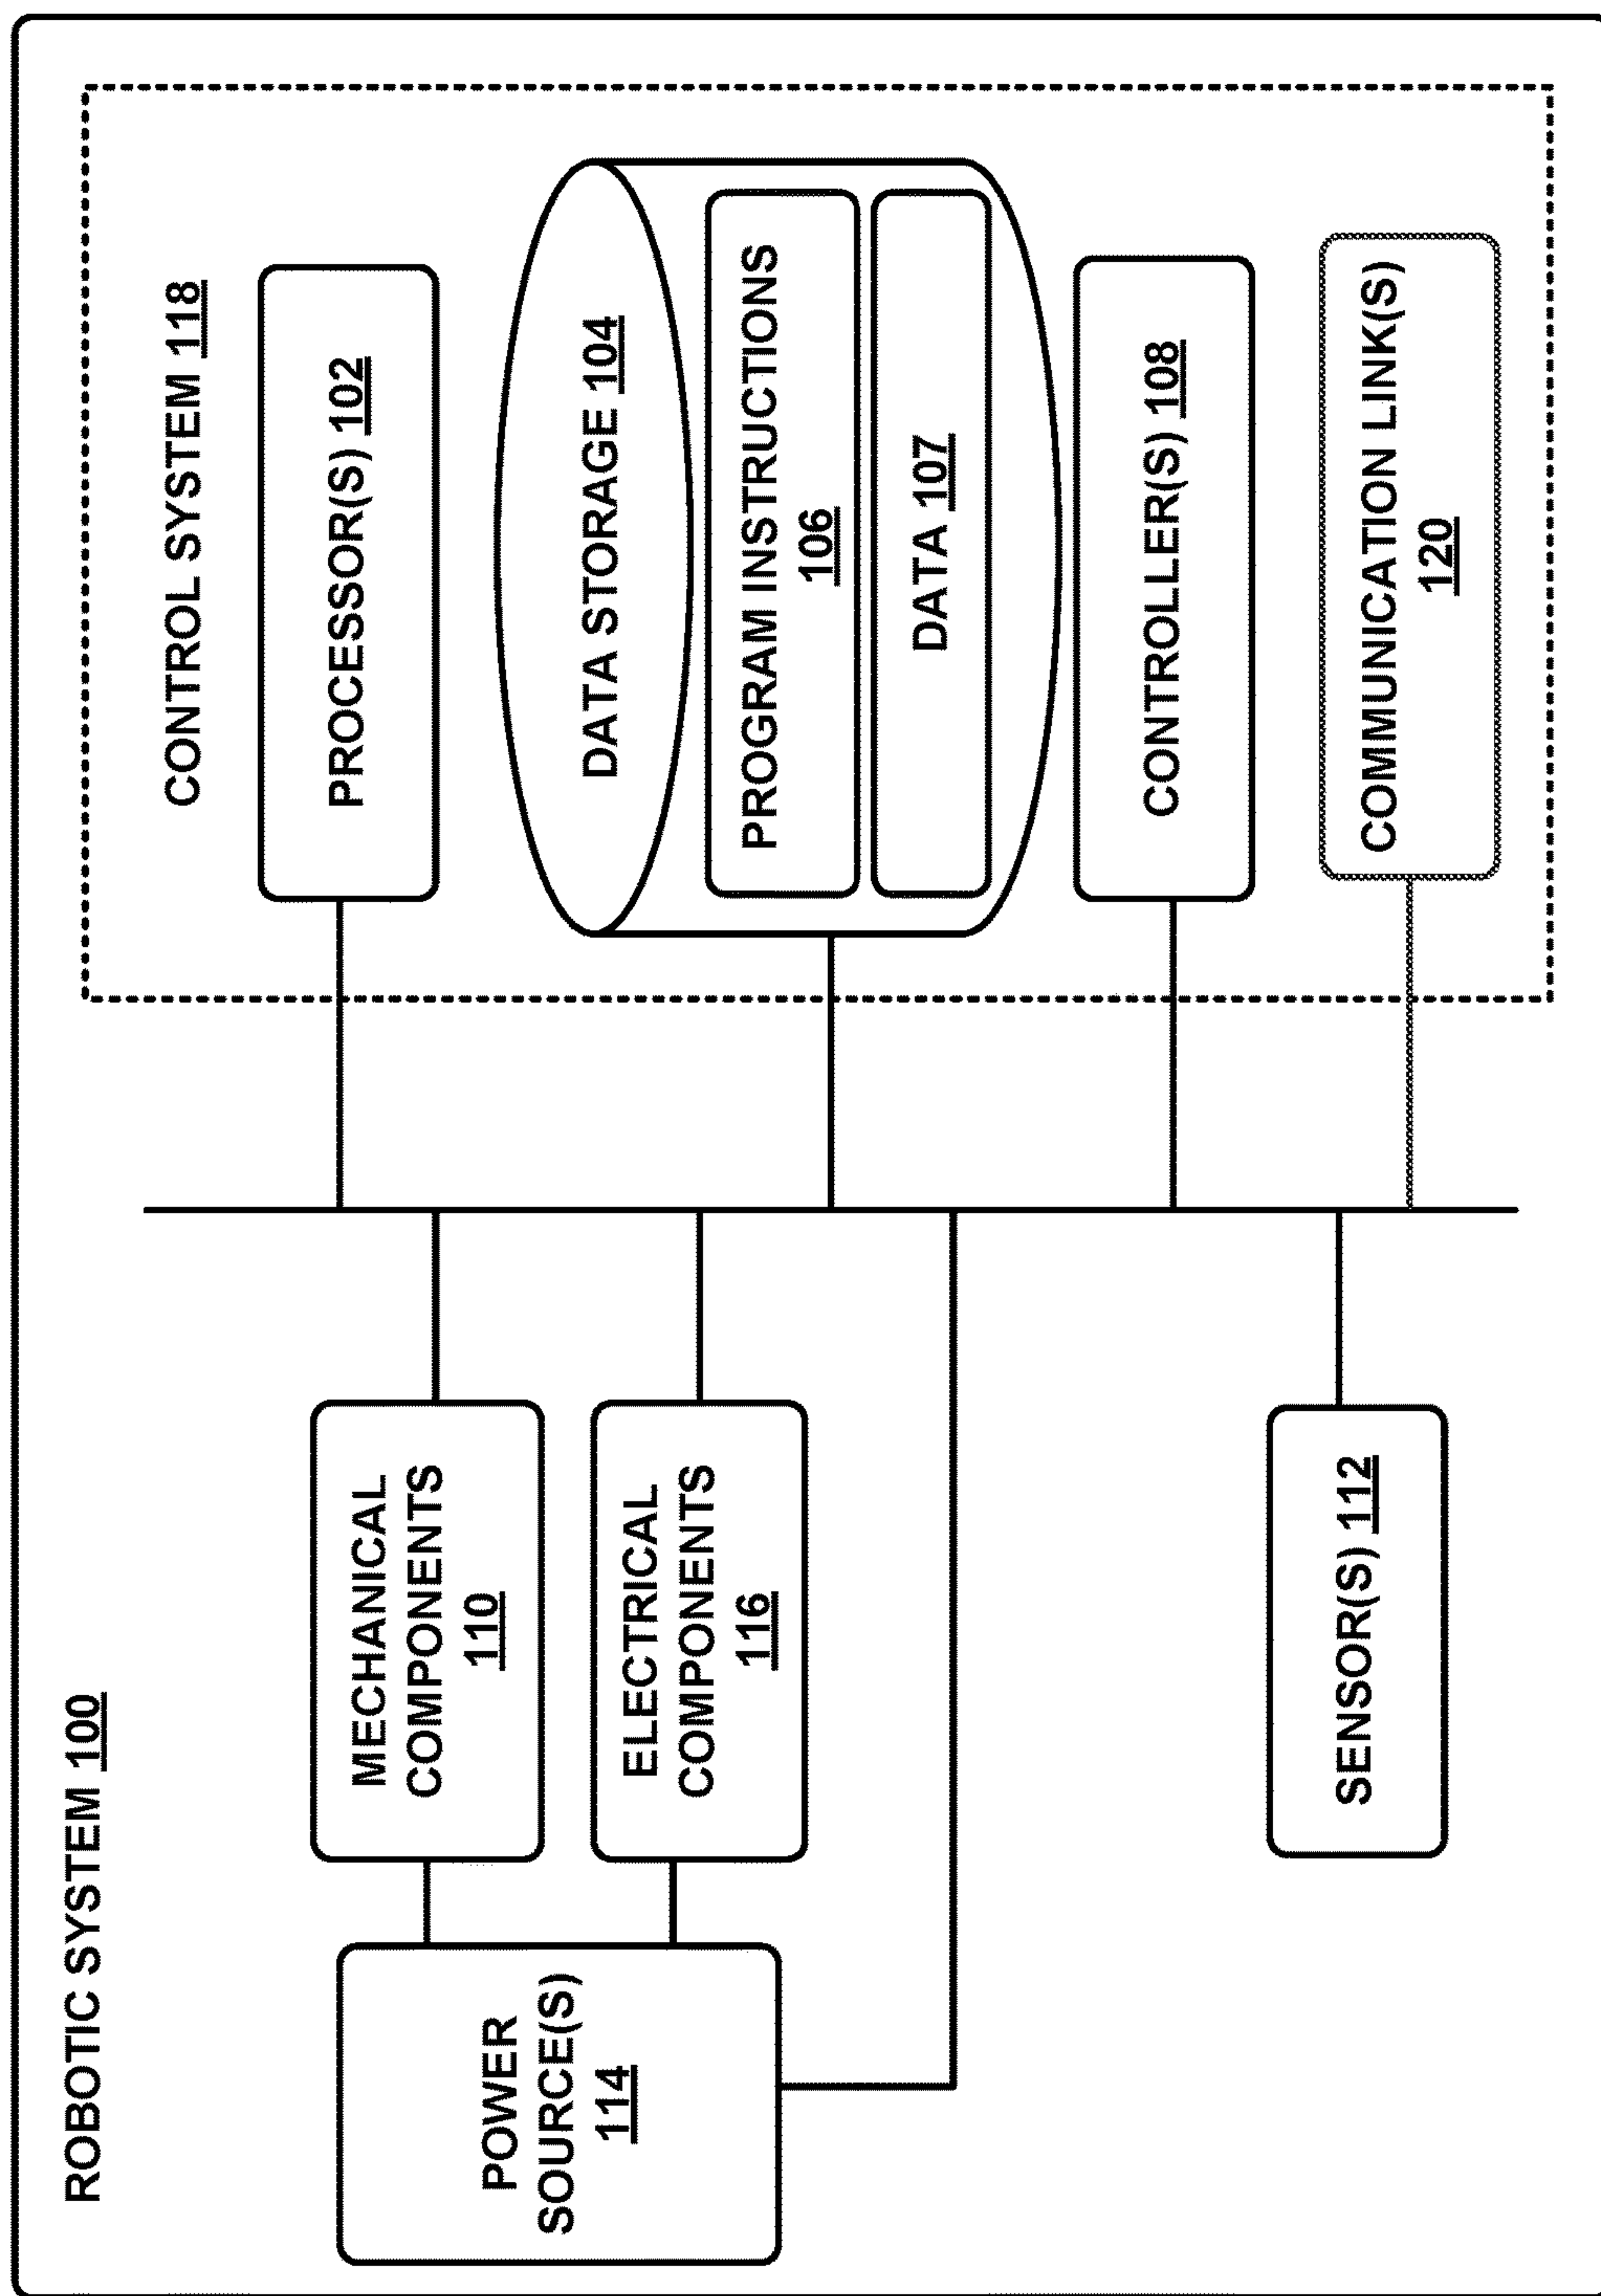 ROBOTIC SYSTEM 100
POWER
SOURCE(S)
114
MECHANICAL
COMPONENTS
110
ELECTRICAL
COMPONENTS
116
SENSOR(S) 112
CONTROL SYSTEM 118
PROCESSOR(S) 102
DATA STORAGE 104
PROGRAM INSTRUCTIONS
106
DATA 107
CONTROLLER(S) 108
COMMUNICATION LINK(S)
120